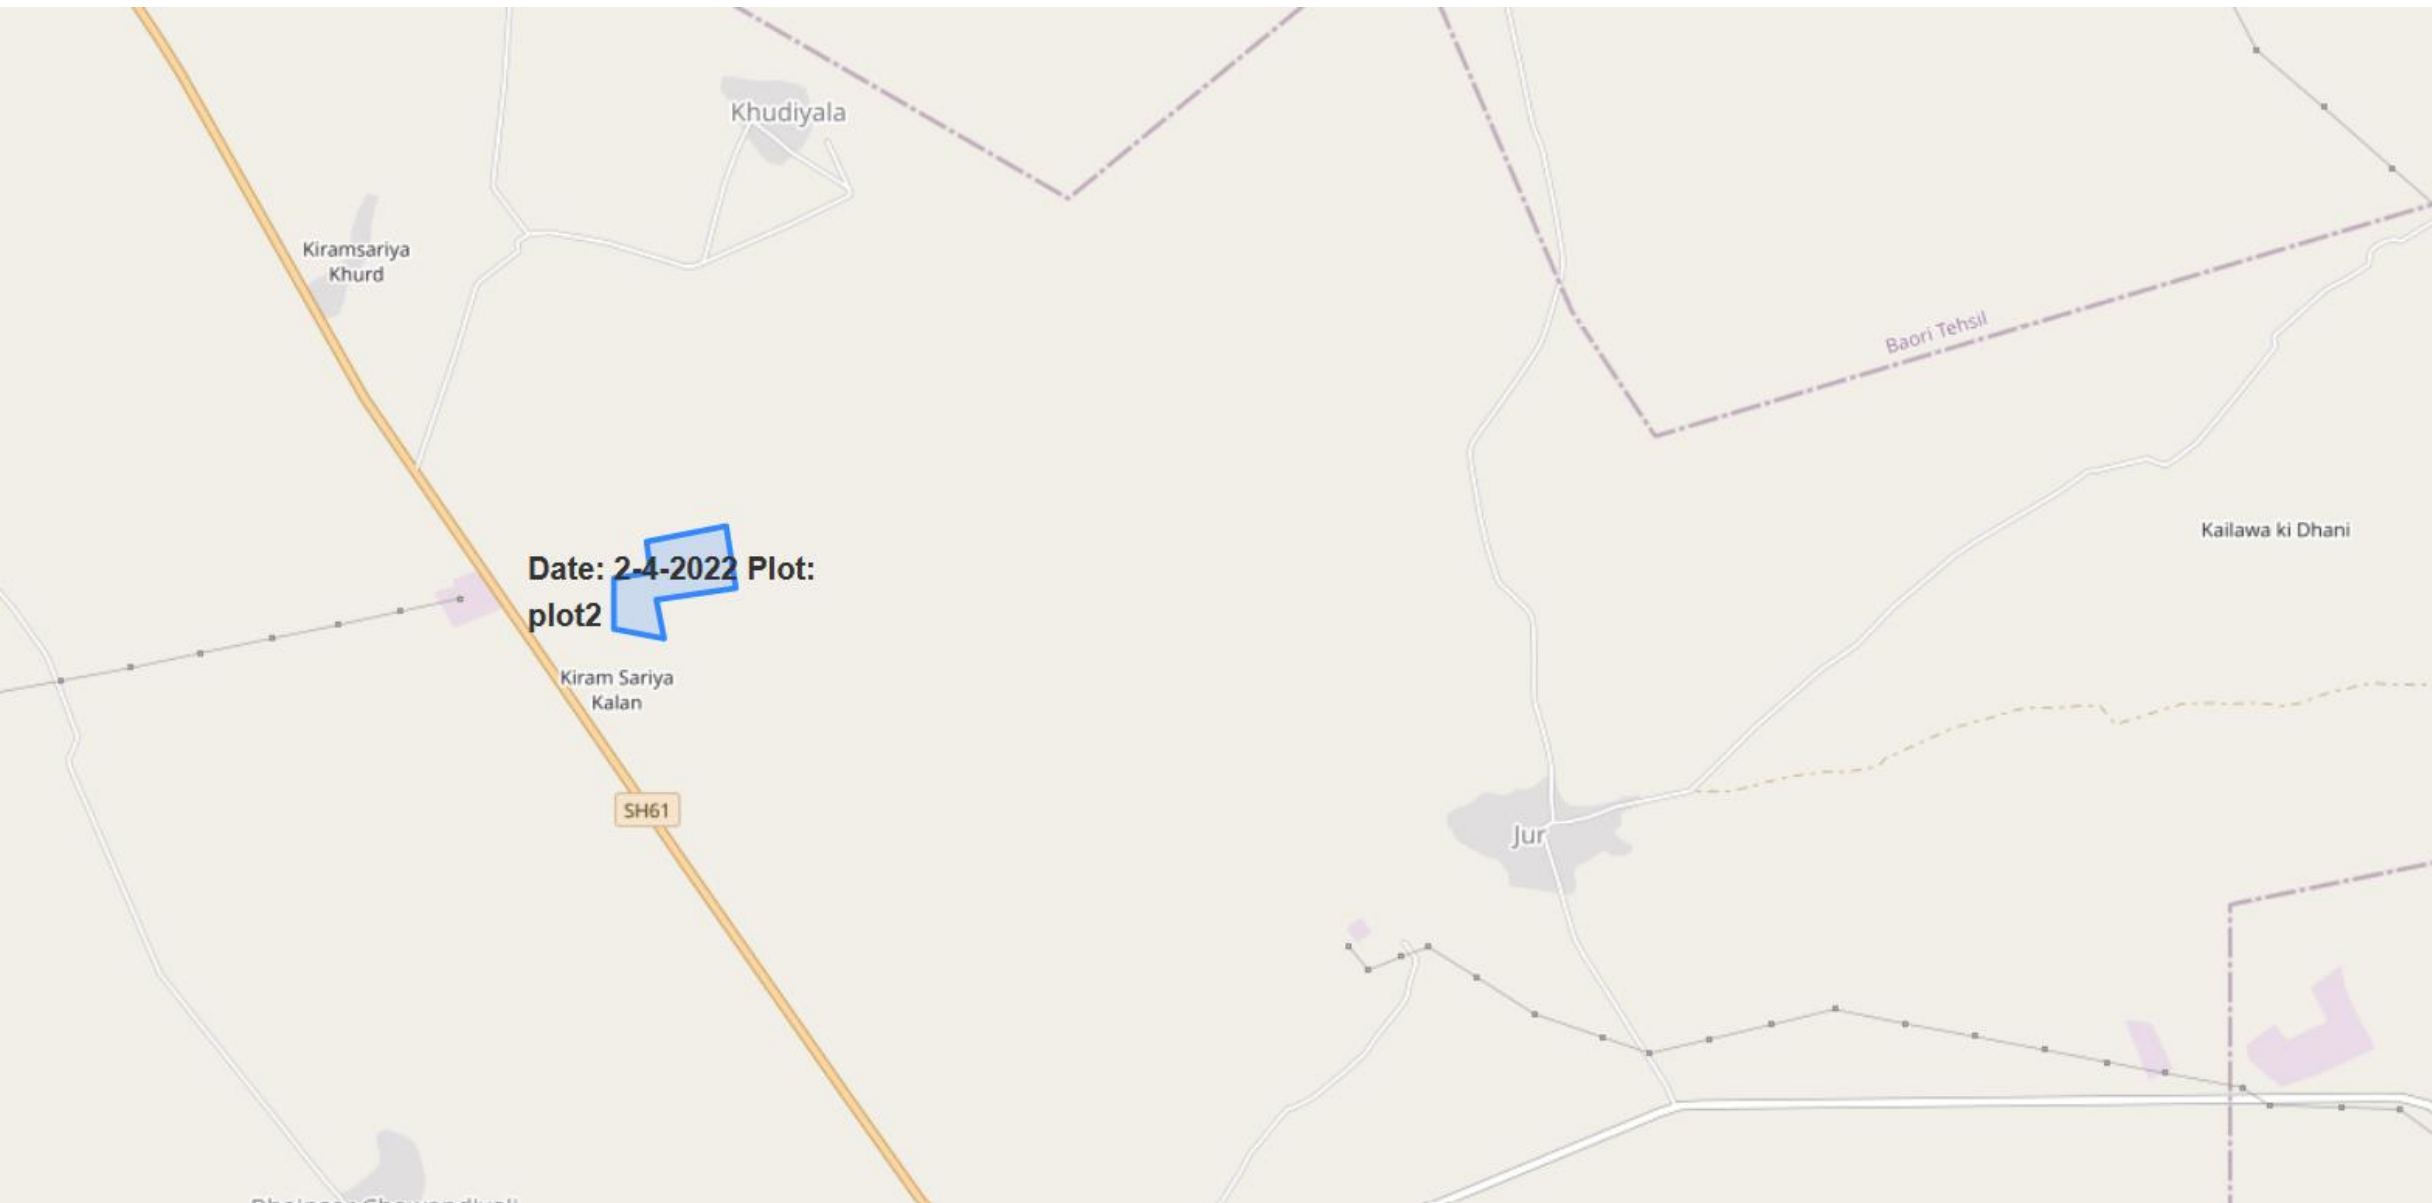 Khudiyala
Kiramsariya
Khurd
Baori Tehsil
Kailawa ki Dhani
Date: 2-4-2022 Plot:
plot2
Kiram Sariya
Kalan
SH61
Jur